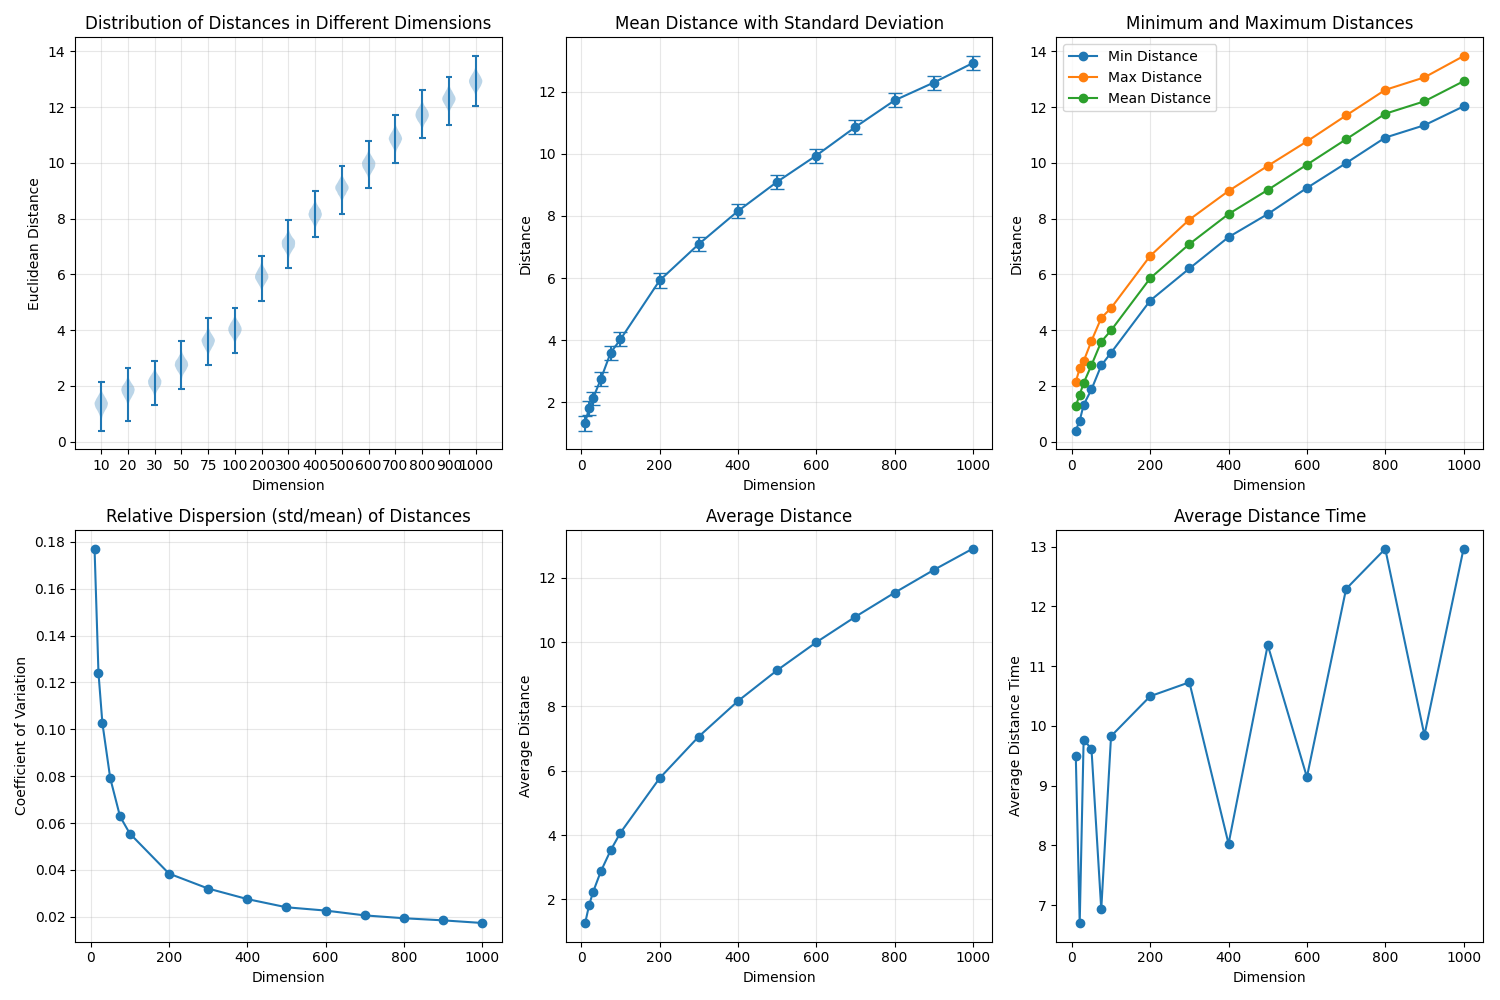 Distribution of Distances in Different Dimensions
Euclidean Distance
14
12
10
8
6
4
2
0
10 20 30 50 75 100 200 300 400 500 600 700 800 900 1000
Dimension
Mean Distance with Standard Deviation
Distance
12
10
8
6
4
2
0 200 400 600 800 1000
Dimension
Minimum and Maximum Distances
Min Distance
Max Distance
Mean Distance
Distance
14
12
10
8
6
4
2
0
0 200 400 600 800 1000
Dimension
Relative Dispersion (std/mean) of Distances
Coefficient of Variation
0.18
0.16
0.14
0.12
0.10
0.08
0.06
0.04
0.02
0 200 400 600 800 1000
Dimension
Average Distance
Average Distance
12
10
8
6
4
2
0 200 400 600 800 1000
Dimension
Average Distance Time
Average Distance Time
13
12
11
10
9
8
7
0 200 400 600 800 1000
Dimension